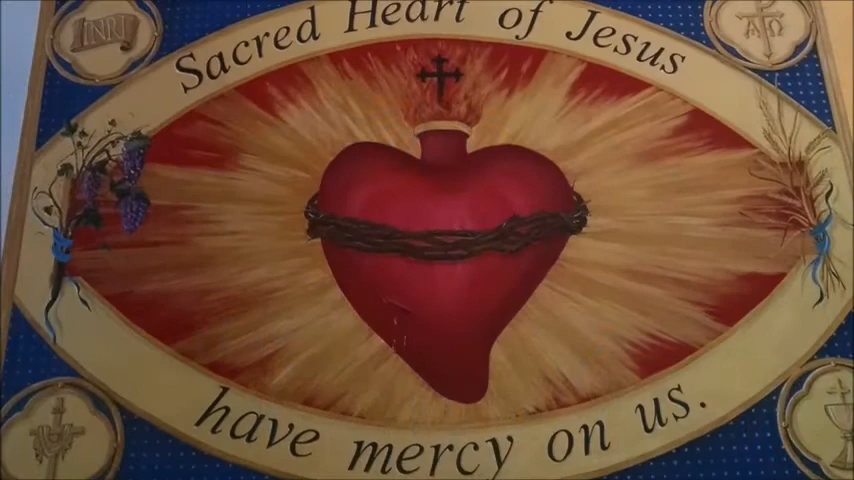 INRI
Sacred Heart of Jesus
Α Ω
have mercy on us.